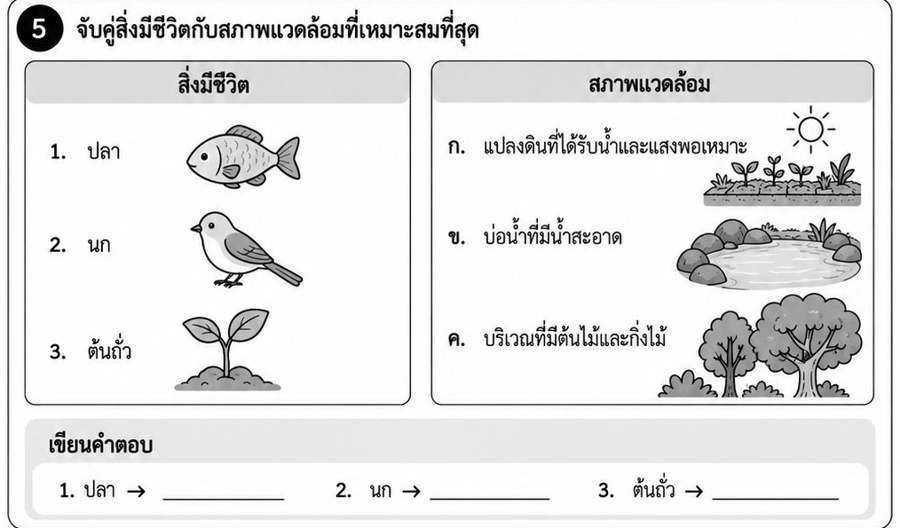 5 จับคู่สิ่งมีชีวิตกับสภาพแวดล้อมที่เหมาะสมที่สุด
สิ่งมีชีวิต
1. ปลา
2. นก
3. ต้นถั่ว
สภาพแวดล้อม
ก. แปลงดินที่ได้รับน้ำและแสงพอเหมาะ
ข. บ่อน้ำที่มีน้ำสะอาด
ค. บริเวณที่มีต้นไม้และกิ่งไม้
เขียนคำตอบ
1. ปลา → __________ 2. นก → __________ 3. ต้นถั่ว → __________